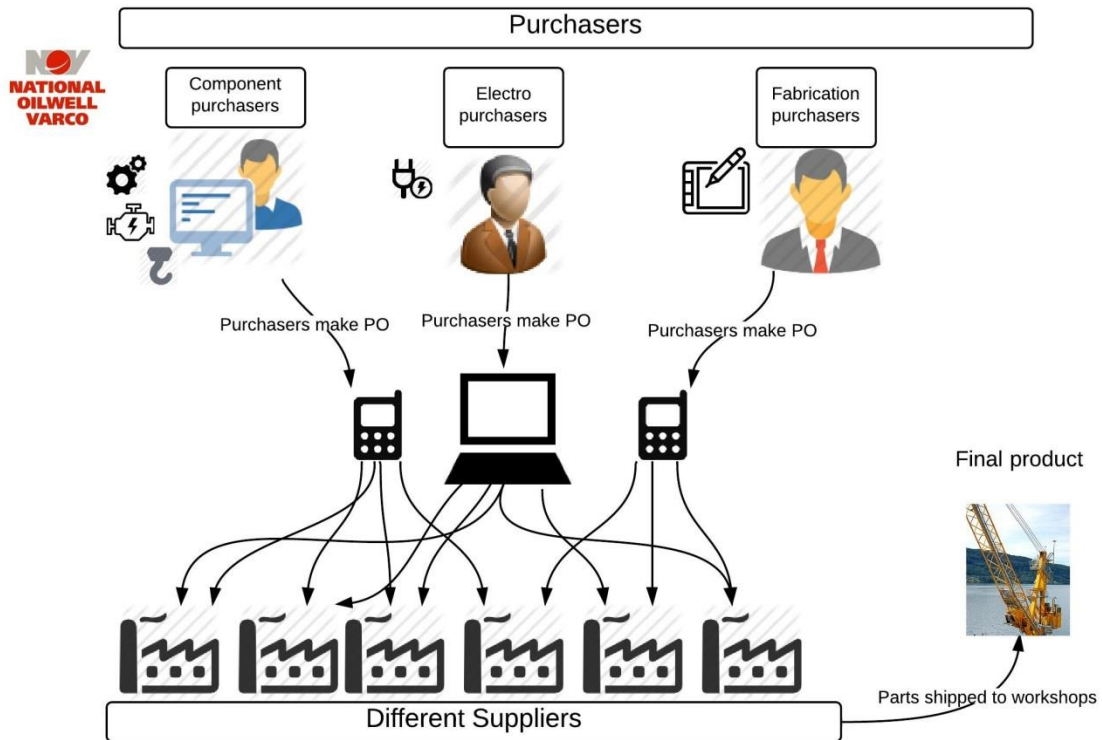 Purchasers
NOV
NATIONAL
OILWELL
VARCO
Component
purchasers
Electro
purchasers
Fabrication
purchasers
Purchasers make PO
Purchasers make PO
Purchasers make PO
Final product
Parts shipped to workshops
Different Suppliers